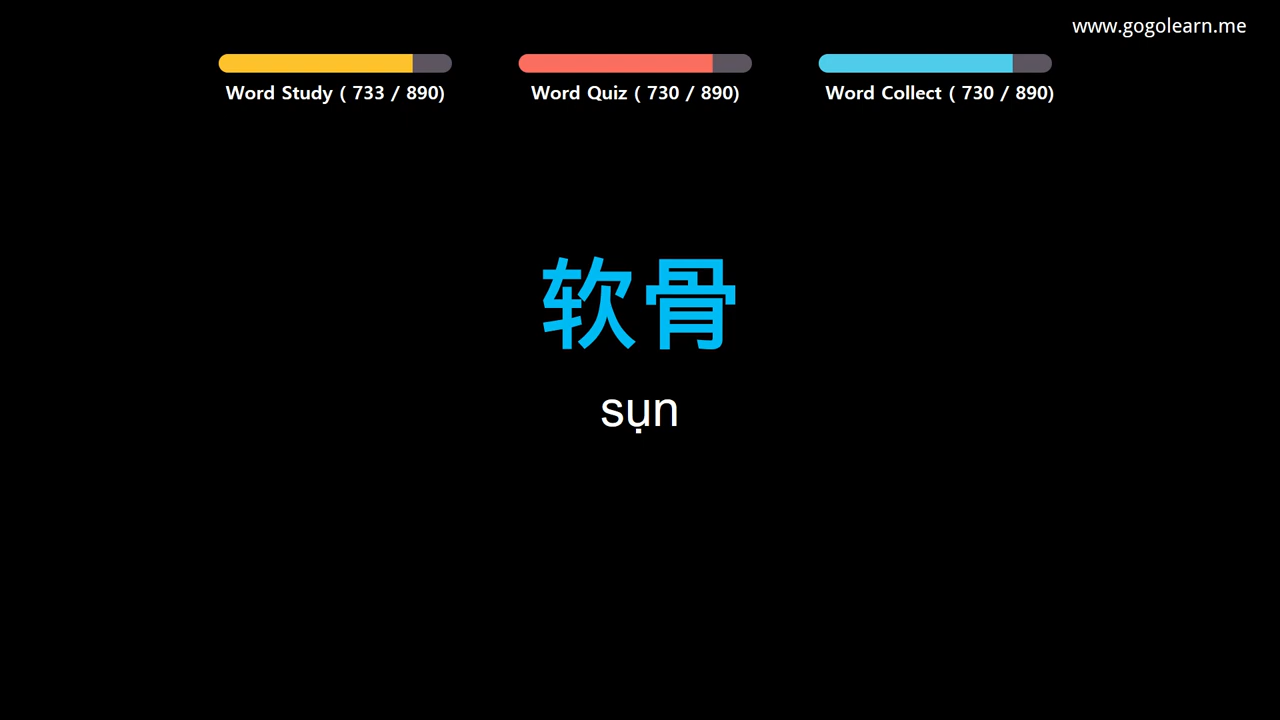 www.gogolearn.me
Word Study ( 733 / 890)
Word Quiz ( 730 / 890)
Word Collect ( 730 / 890)
软骨
sụn